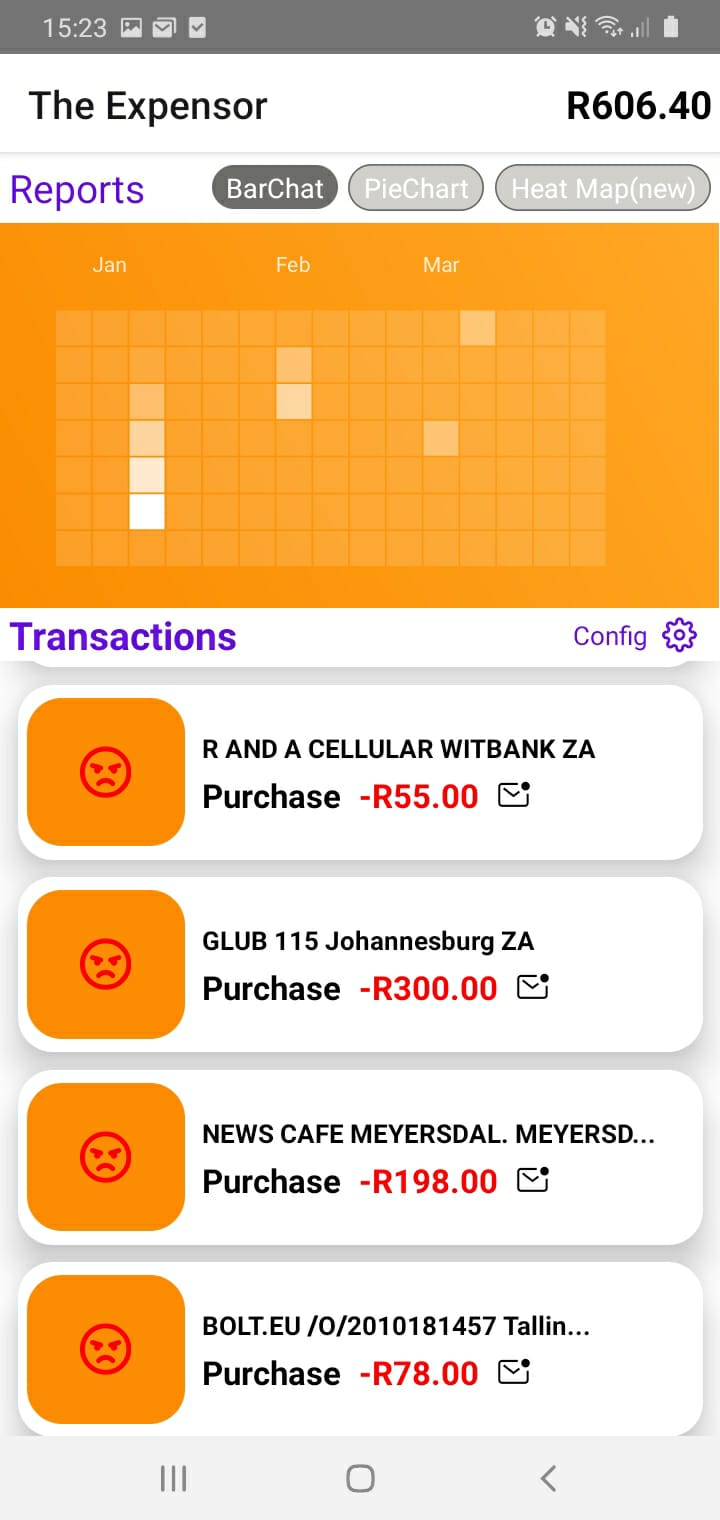 15:23
The Expensor
R606.40
Reports
BarChat
PieChart
Heat Map(new)
Jan Feb Mar
Transactions
Config
R AND A CELLULAR WITBANK ZA
Purchase -R55.00
GLUB 115 Johannesburg ZA
Purchase -R300.00
NEWS CAFE MEYERSDAL. MEYERSD...
Purchase -R198.00
BOLT.EU /O/2010181457 Tallin...
Purchase -R78.00